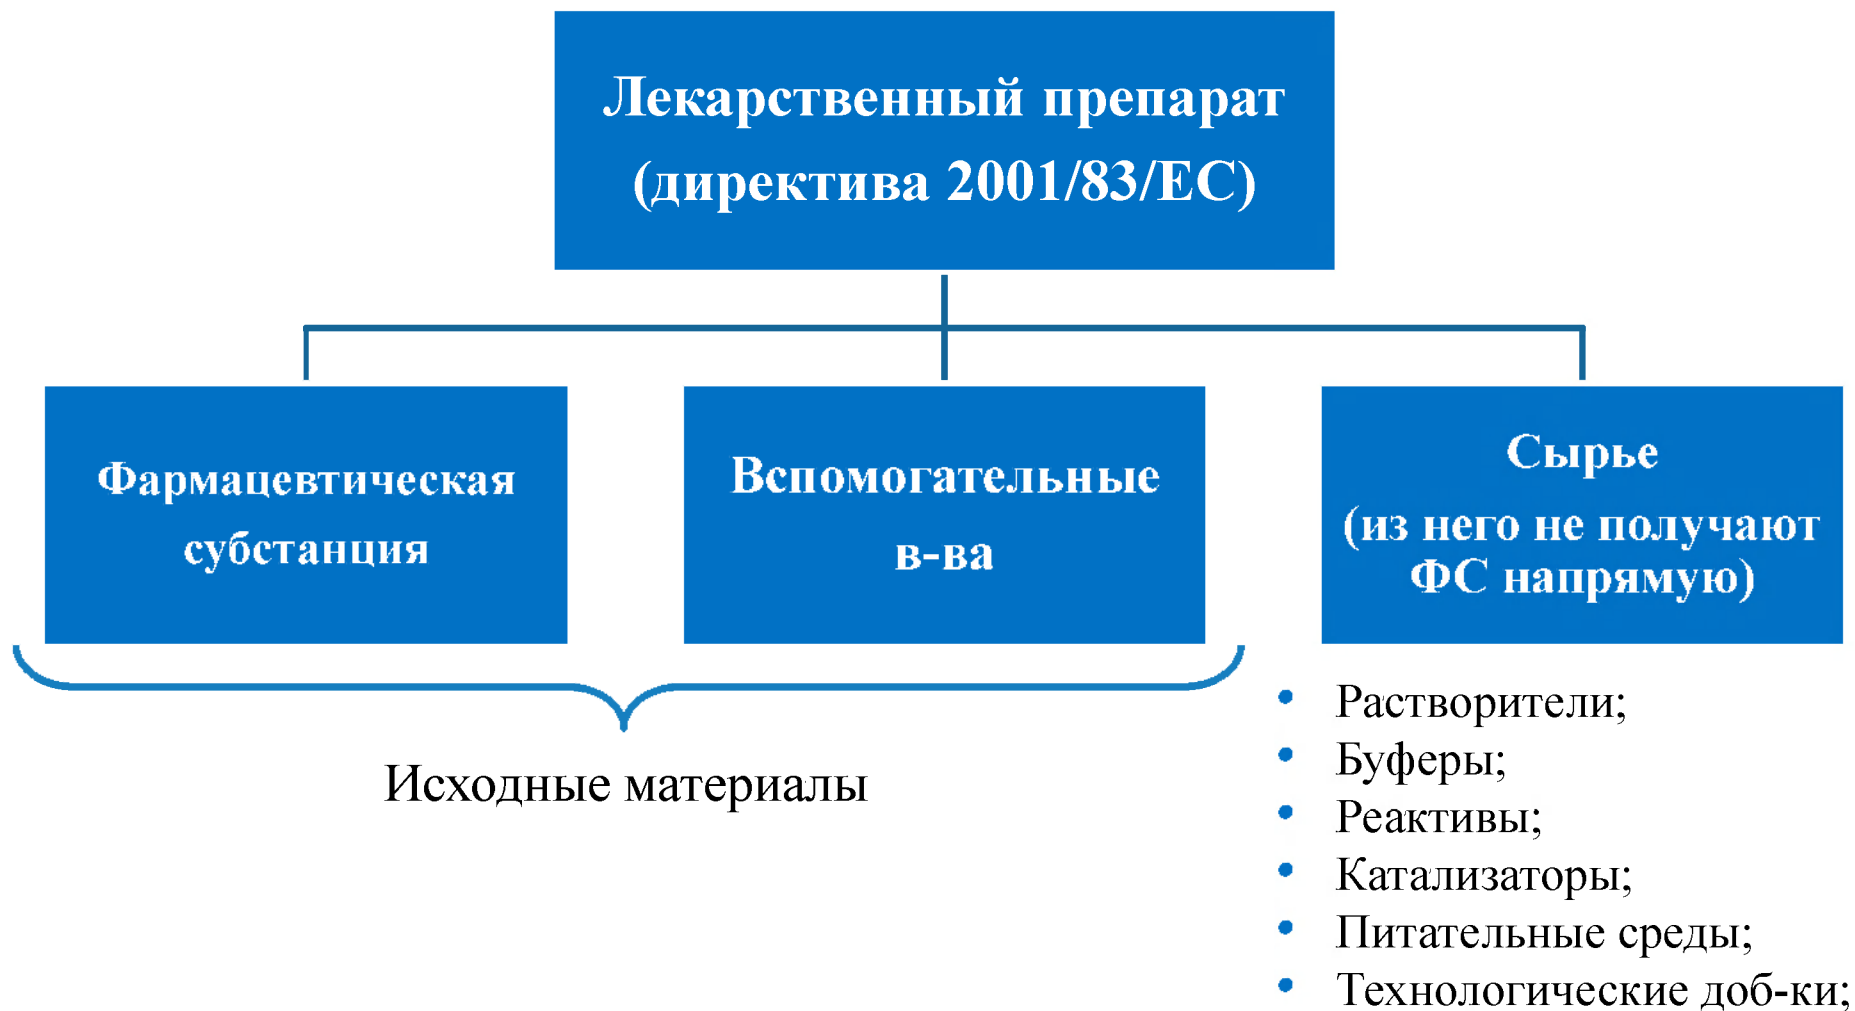 Лекарственный препарат
(директива 2001/83/ЕС)
Фармацевтическая
субстанция
Вспомогательные
в-ва
Сырье
(из него не получают
ФС напрямую)
Исходные материалы
• Растворители;
• Буферы;
• Реактивы;
• Катализаторы;
• Питательные среды;
• Технологические доб-ки;